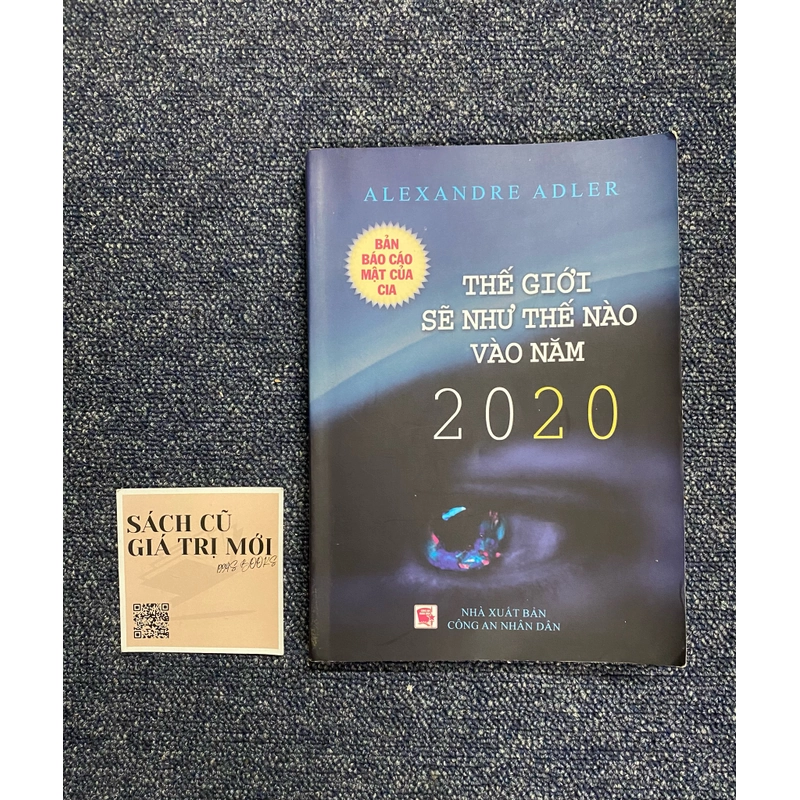 ALEXANDRE ADLER
BẢN
BÁO CÁO
MẬT CỦA
CIA
THẾ GIỚI
SẼ NHƯ THẾ NÀO
VÀO NĂM
2020
NHÀ XUẤT BẢN
CÔNG AN NHÂN DÂN
SÁCH CŨ
GIÁ TRỊ MỚI